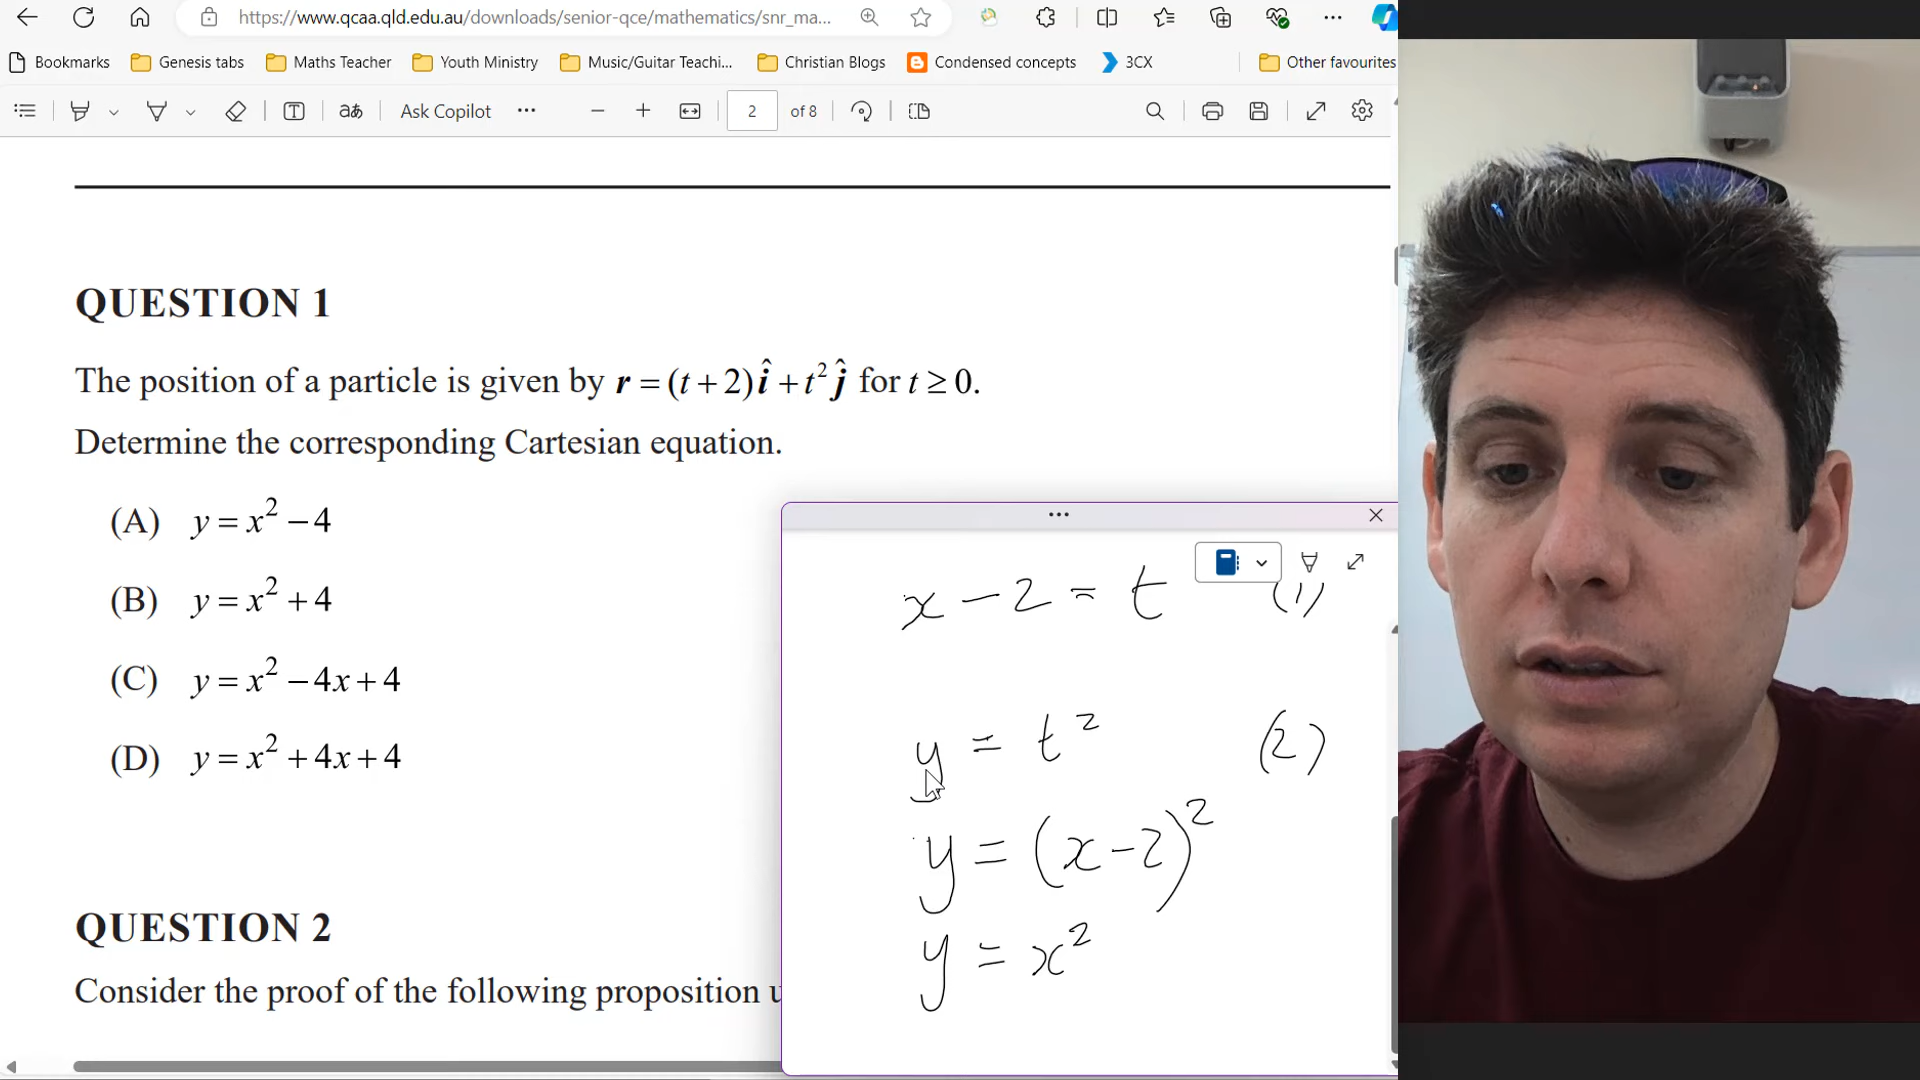 https://www.qcaa.qld.edu.au/downloads/senior-qce/mathematics/snr_ma...
Bookmarks Genesis tabs Maths Teacher Youth Ministry Music/Guitar Teachi... Christian Blogs Condensed concepts 3CX Other favourites
aあ Ask Copilot 2 of 8
QUESTION 1
The position of a particle is given by r = (t + 2)î + t² ĵ for t ≥ 0.
Determine the corresponding Cartesian equation.
(A) y = x² − 4
(B) y = x² + 4
(C) y = x² − 4x + 4
(D) y = x² + 4x + 4
QUESTION 2
Consider the proof of the following proposition
x − 2 = t (1)
y = t² (2)
y = (x−2)²
y = x²